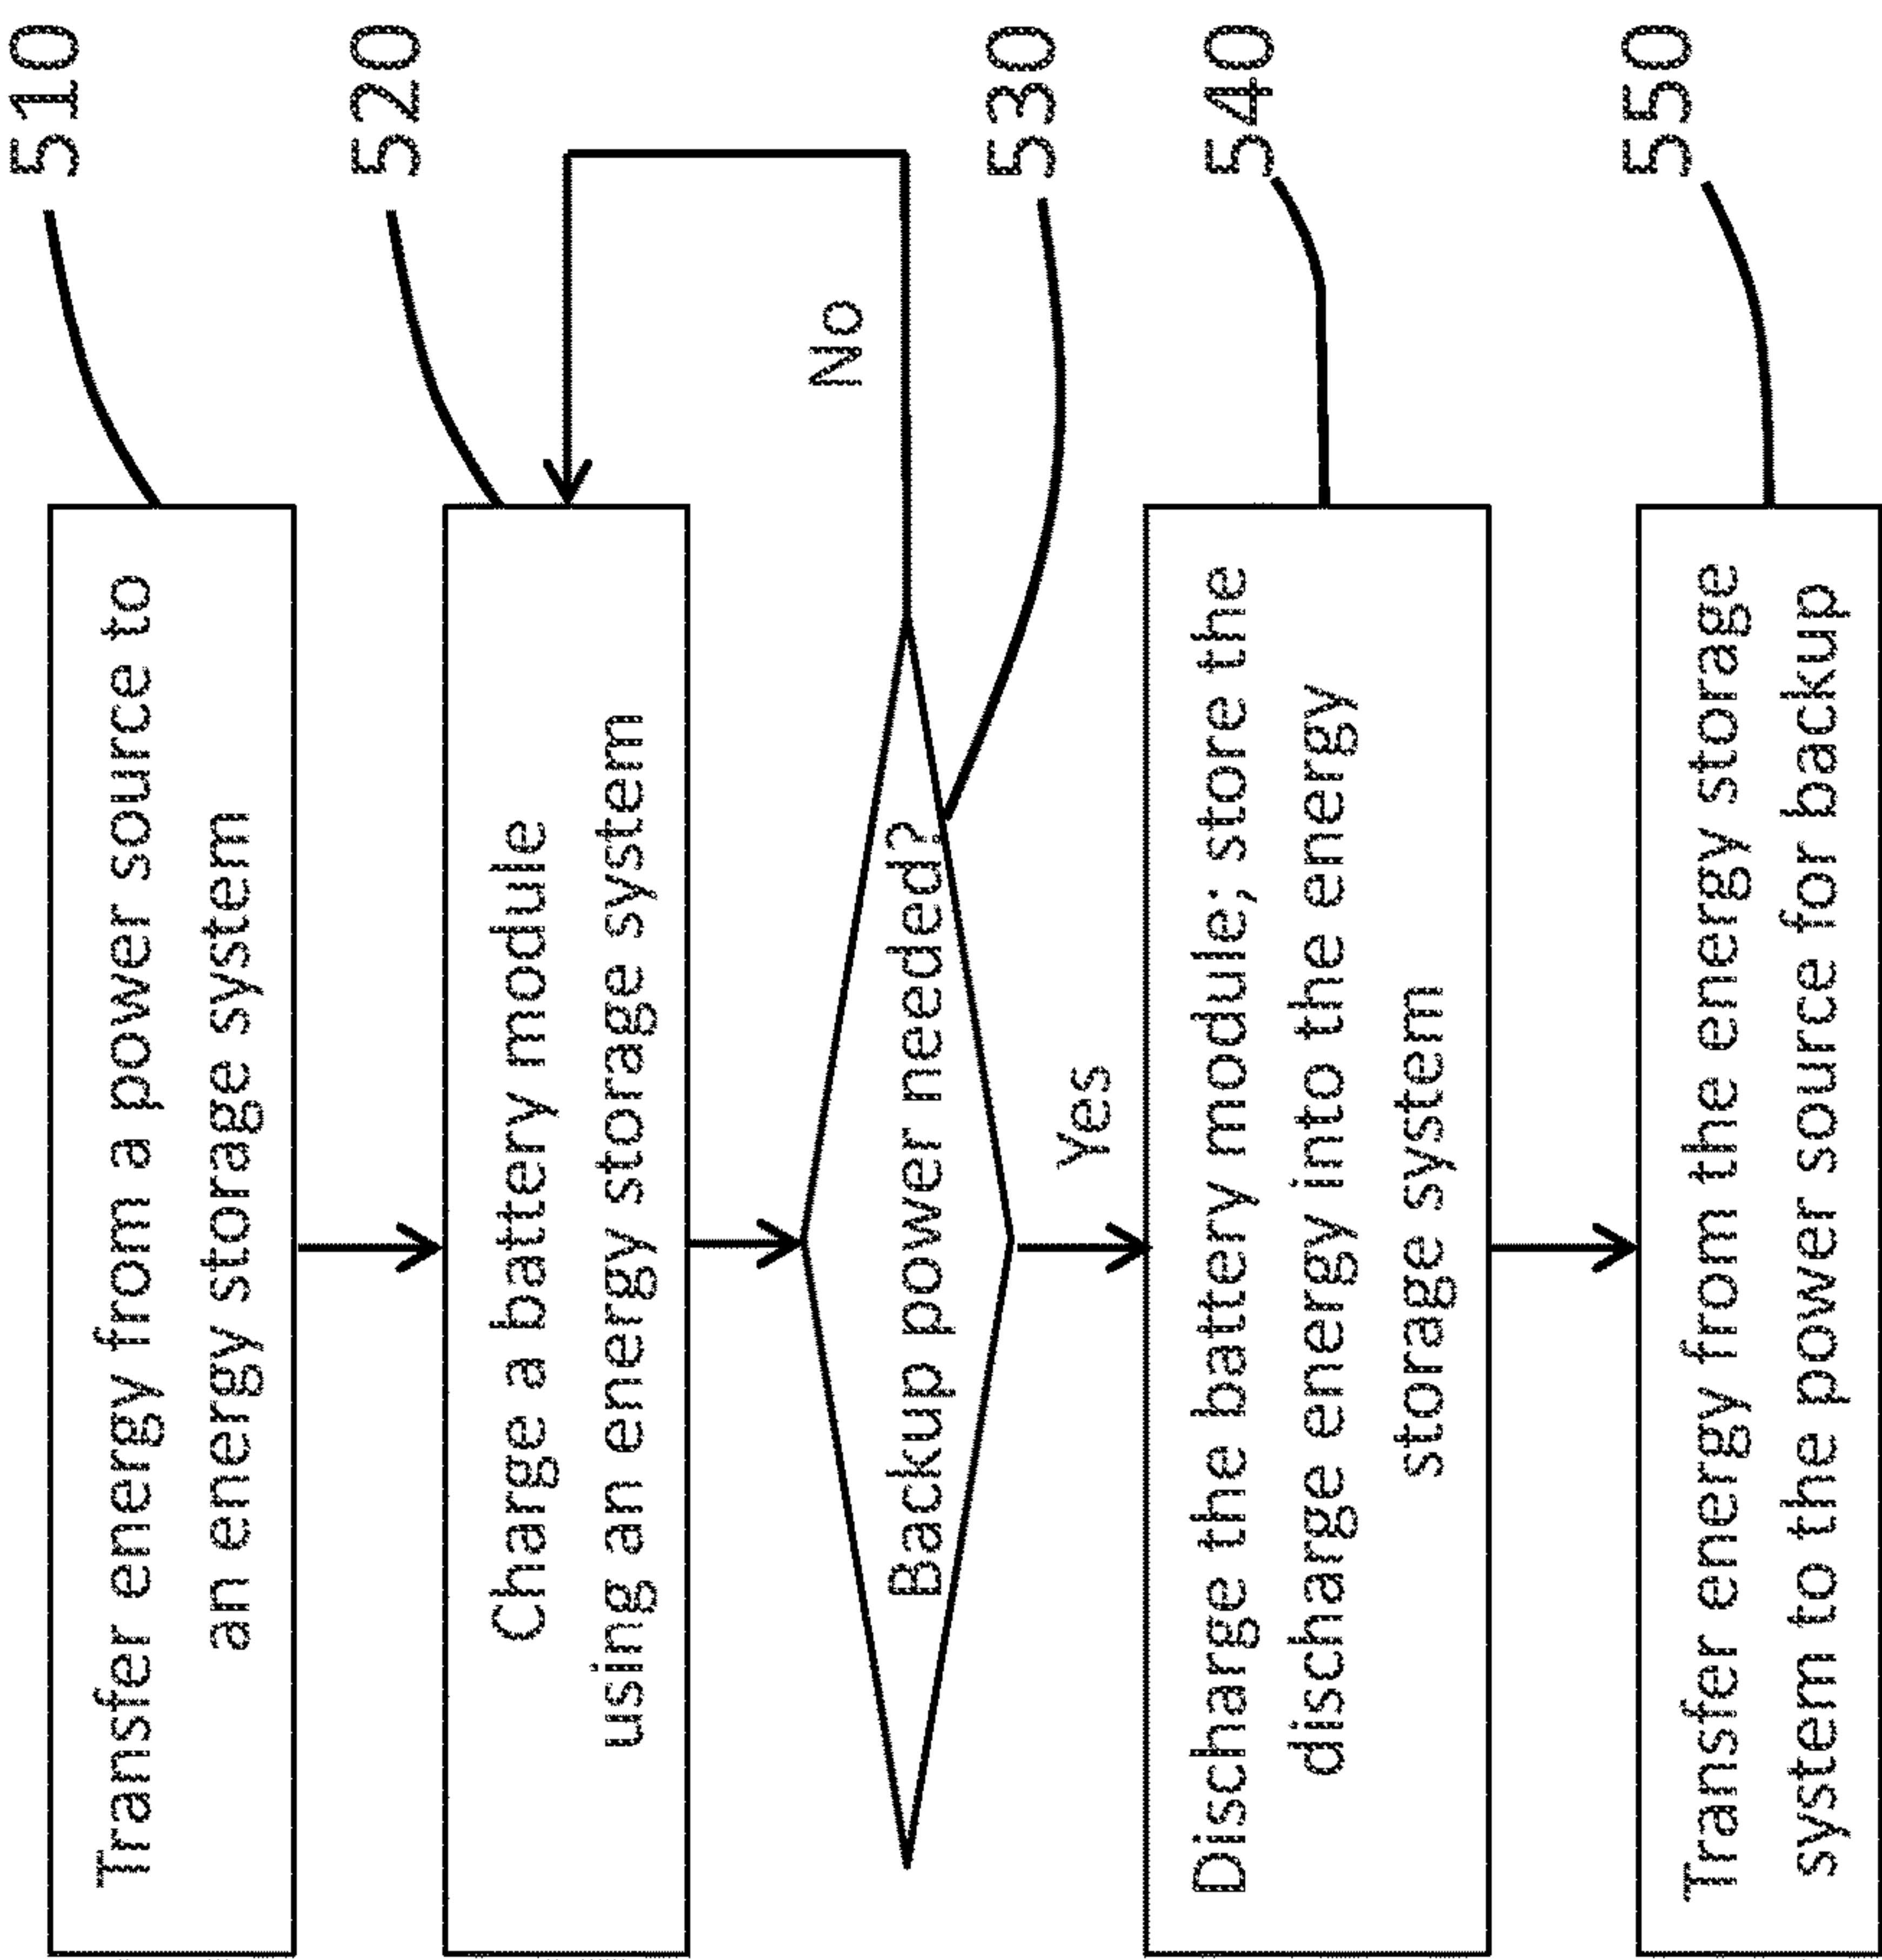 510
Transfer energy from a power source to
an energy storage system
520
Charge a battery module
using an energy storage system
No
530
Backup power needed?
Yes
540
Discharge the battery module; store the
discharge energy into the energy
storage system
550
Transfer energy from the energy storage
system to the power source for backup